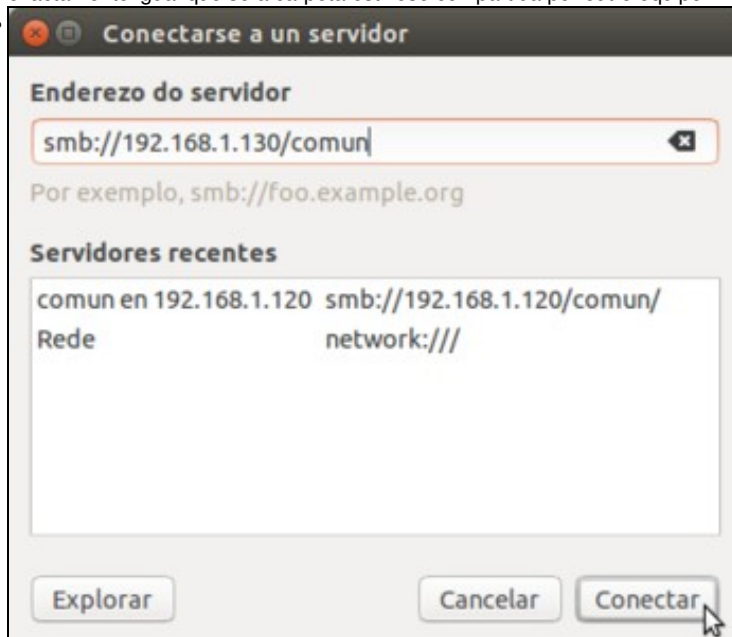 Conectarse a un servidor
Enderezo do servidor
smb://192.168.1.130/comun
Por exemplo, smb://foo.example.org
Servidores recentes
comun en 192.168.1.120 smb://192.168.1.120/comun/
Rede network:///
Explorar Cancelar Conectar